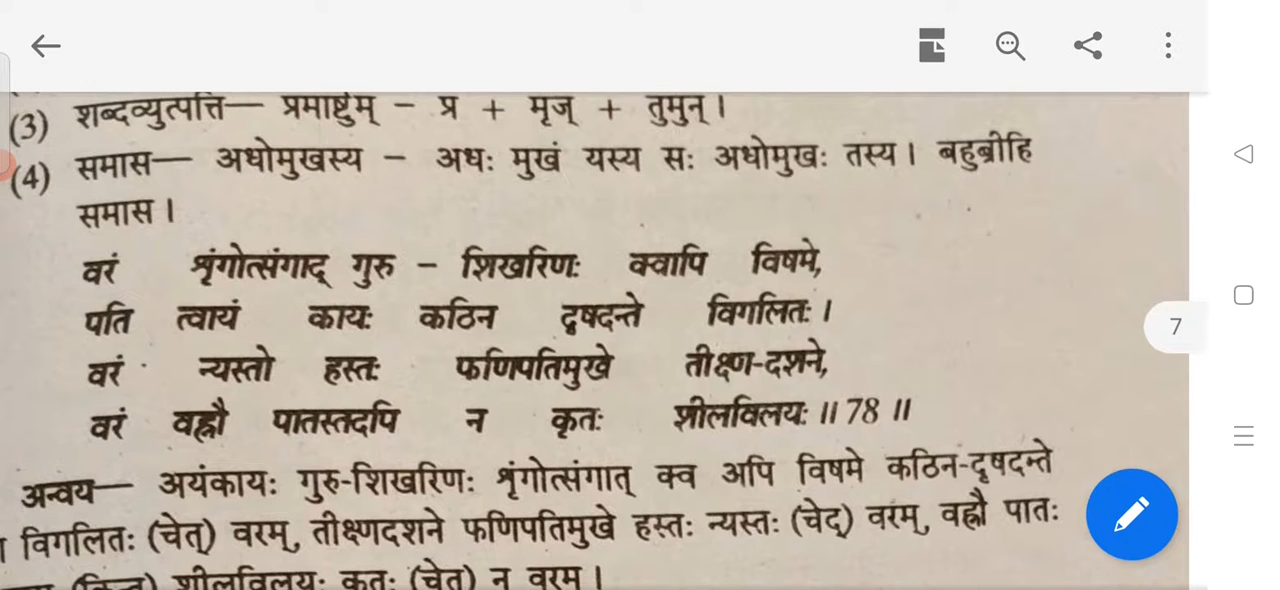 (3) शब्दव्युत्पत्ति— प्रमार्ष्टुम् - प्र + मृज् + तुमुन्।
(4) समास— अधोमुखस्य - अधः मुखं यस्य सः अधोमुखः तस्य। बहुब्रीहि
समास।
वरं शृंगोत्संगाद् गुरु - शिखरिणः क्वापि विषमे,
पति त्वायं कायः कठिन दृषदन्ते विगलितः।
वरं न्यस्तो हस्तः फणिपतिमुखे तीक्ष्ण-दशने,
वरं वह्नौ पातस्तदपि न कृतः शीलविलयः ॥ 78 ॥
अन्वय— अयंकायः गुरु-शिखरिणः शृंगोत्संगात् क्व अपि विषमे कठिन-दृषदन्ते
विगलितः (चेत्) वरम्, तीक्ष्णदशने फणिपतिमुखे हस्तः न्यस्तः (चेद्) वरम्, वह्नौ पातः
(किन्तु) शीलविलयः कृतः (चेत्) न वरम्।
7